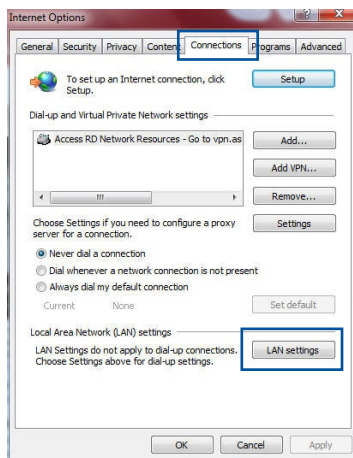 Internet Options
General Security Privacy Content Connections Programs Advanced
To set up an Internet connection, click
Setup.
Setup
Dial-up and Virtual Private Network settings
Access RD Network Resources - Go to vpn.as
Add...
Add VPN...
Remove...
Choose Settings if you need to configure a proxy
server for a connection.
Settings
Never dial a connection
Dial whenever a network connection is not present
Always dial my default connection
Current None
Set default
Local Area Network (LAN) settings
LAN Settings do not apply to dial-up connections.
Choose Settings above for dial-up settings.
LAN settings
OK Cancel Apply